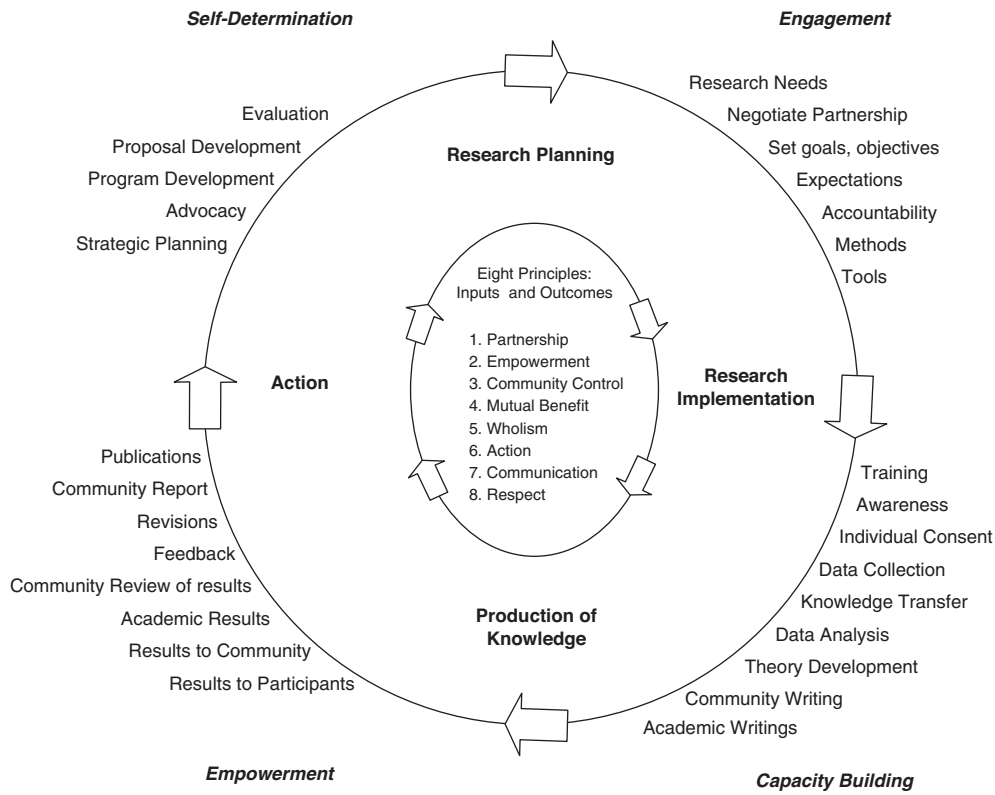 Self-Determination
Engagement
Evaluation
Proposal Development
Program Development
Advocacy
Strategic Planning
Research Planning
Research Needs
Negotiate Partnership
Set goals, objectives
Expectations
Accountability
Methods
Tools
Eight Principles:
Inputs and Outcomes
1. Partnership
2. Empowerment
3. Community Control
4. Mutual Benefit
5. Wholism
6. Action
7. Communication
8. Respect
Action
Research
Implementation
Publications
Community Report
Revisions
Feedback
Community Review of results
Academic Results
Results to Community
Results to Participants
Production of
Knowledge
Training
Awareness
Individual Consent
Data Collection
Knowledge Transfer
Data Analysis
Theory Development
Community Writing
Academic Writings
Empowerment
Capacity Building